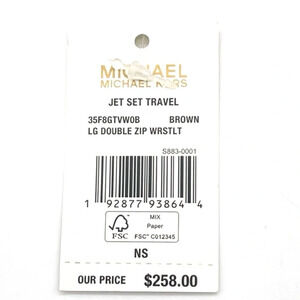 MICHAEL
MICHAEL KORS
JET SET TRAVEL
35F8GTVW0B BROWN
LG DOUBLE ZIP WRSTLT
S883-0001
1 92877 93864 4
FSC
MIX
Paper
FSC® C012345
NS
OUR PRICE $258.00